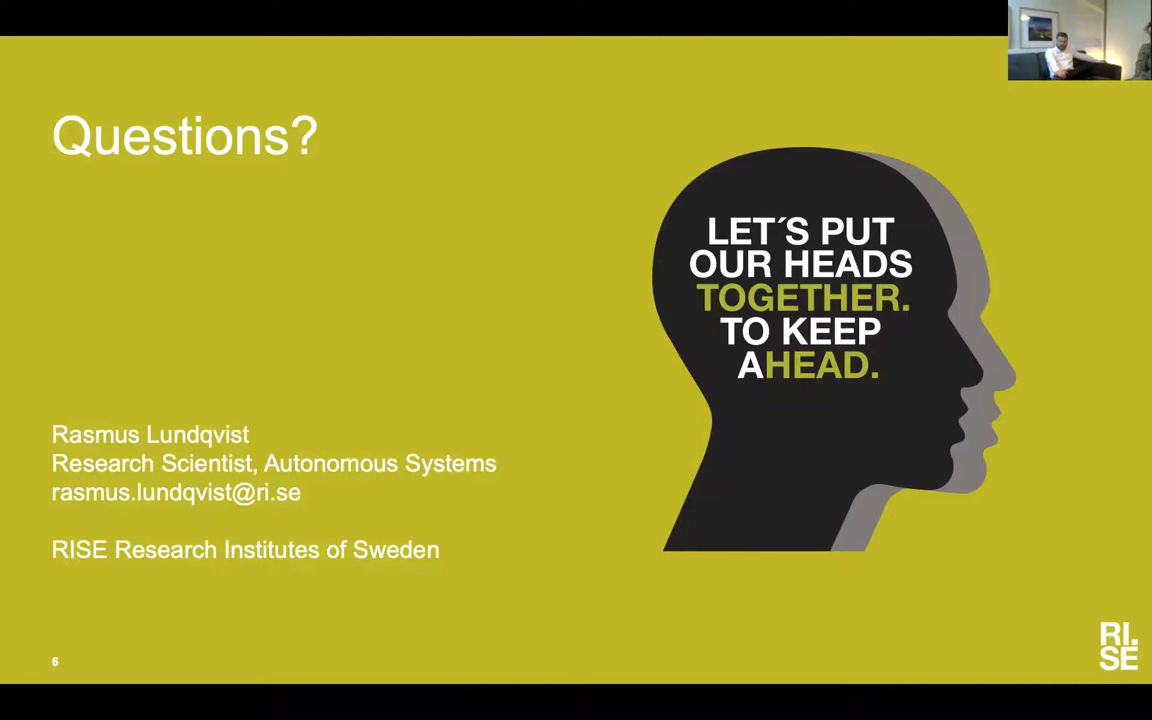 Questions?
LET´S PUT
OUR HEADS
TOGETHER.
TO KEEP
AHEAD.
Rasmus Lundqvist
Research Scientist, Autonomous Systems
rasmus.lundqvist@ri.se
RISE Research Institutes of Sweden
6
RI.
SE